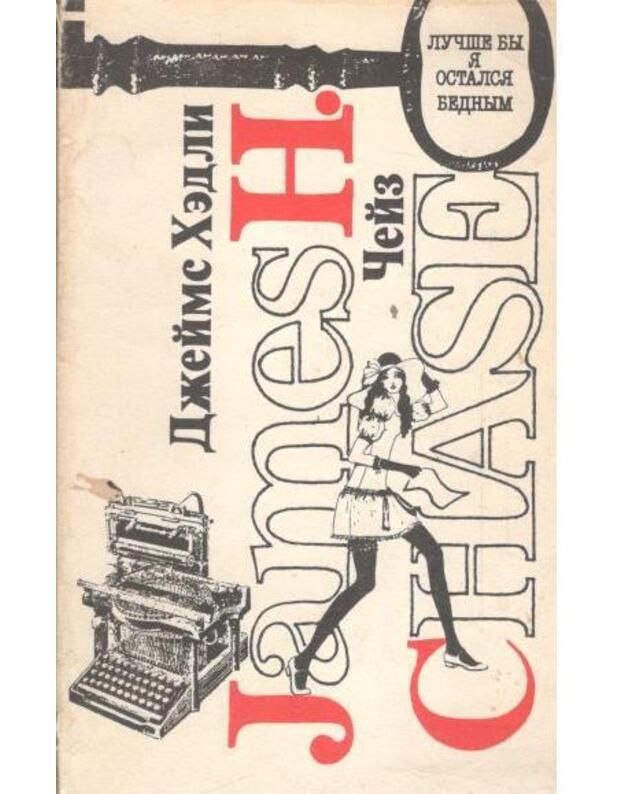 ЛУЧШЕ БЫ
Я
ОСТАЛСЯ
БЕДНЫМ
Джеймс Хэдли
James H.
Чейз
CHASE